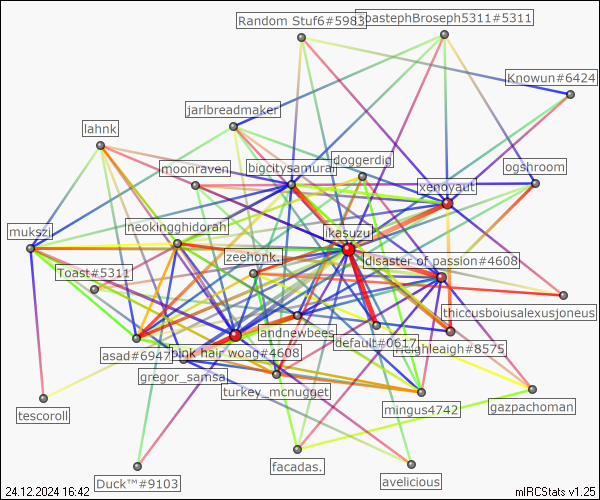 Random Stuf6#5983
oastephBroseph5311#5311
Knowun#6424
jarlbreadmaker
lahnk
doggerdig
moonraven
bigcitysamurai
ogshroom
xenoyaut
neokingghidorah
mukszi
ikasuzu
zeehonk.
disaster of passion#4608
Toast#5311
thiccusboiusalexusjoneus
andnewbees
default#0617
heighleaigh#8575
asad#6947
pink hair woag#4608
gregor_samsa
turkey_mcnugget
mingus4742
gazpachoman
tescoroll
facadas.
Duck™#9103
avelicious
24.12.2024 16:42
mIRCStats v1.25